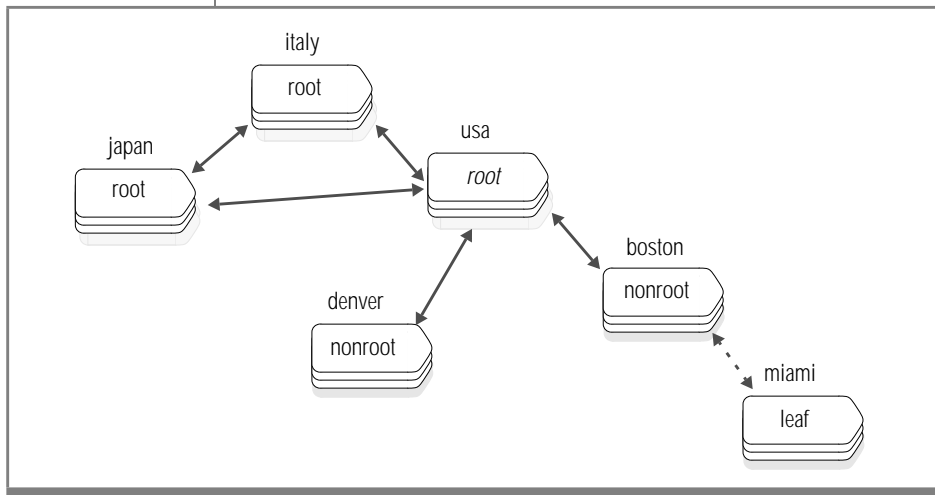 italy
root
japan
root
usa
root
boston
nonroot
denver
nonroot
miami
leaf